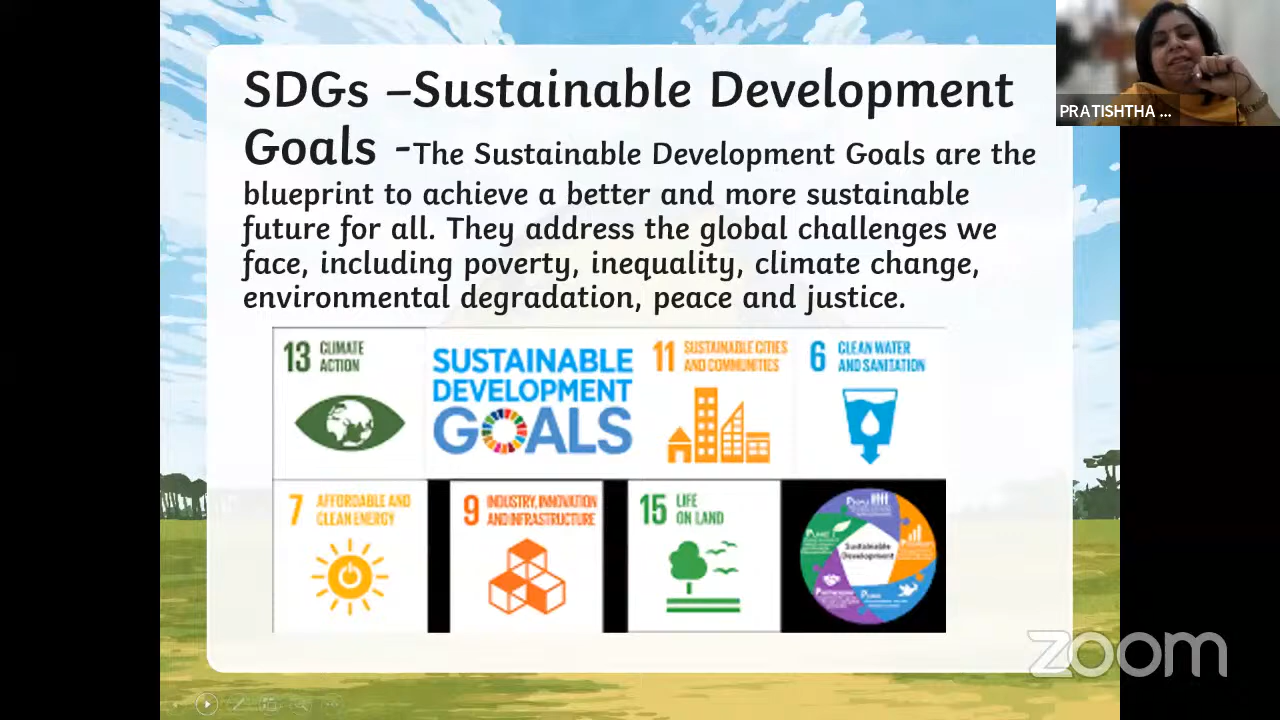 SDGs –Sustainable Development
Goals -The Sustainable Development Goals are the
blueprint to achieve a better and more sustainable
future for all. They address the global challenges we
face, including poverty, inequality, climate change,
environmental degradation, peace and justice.
PRATISHTHA ...
13 CLIMATE
ACTION
SUSTAINABLE
DEVELOPMENT
GOALS
11 SUSTAINABLE CITIES
AND COMMUNITIES
6 CLEAN WATER
AND SANITATION
7 AFFORDABLE AND
CLEAN ENERGY
9 INDUSTRY, INNOVATION
AND INFRASTRUCTURE
15 LIFE
ON LAND
Sustainable
Development
zoom